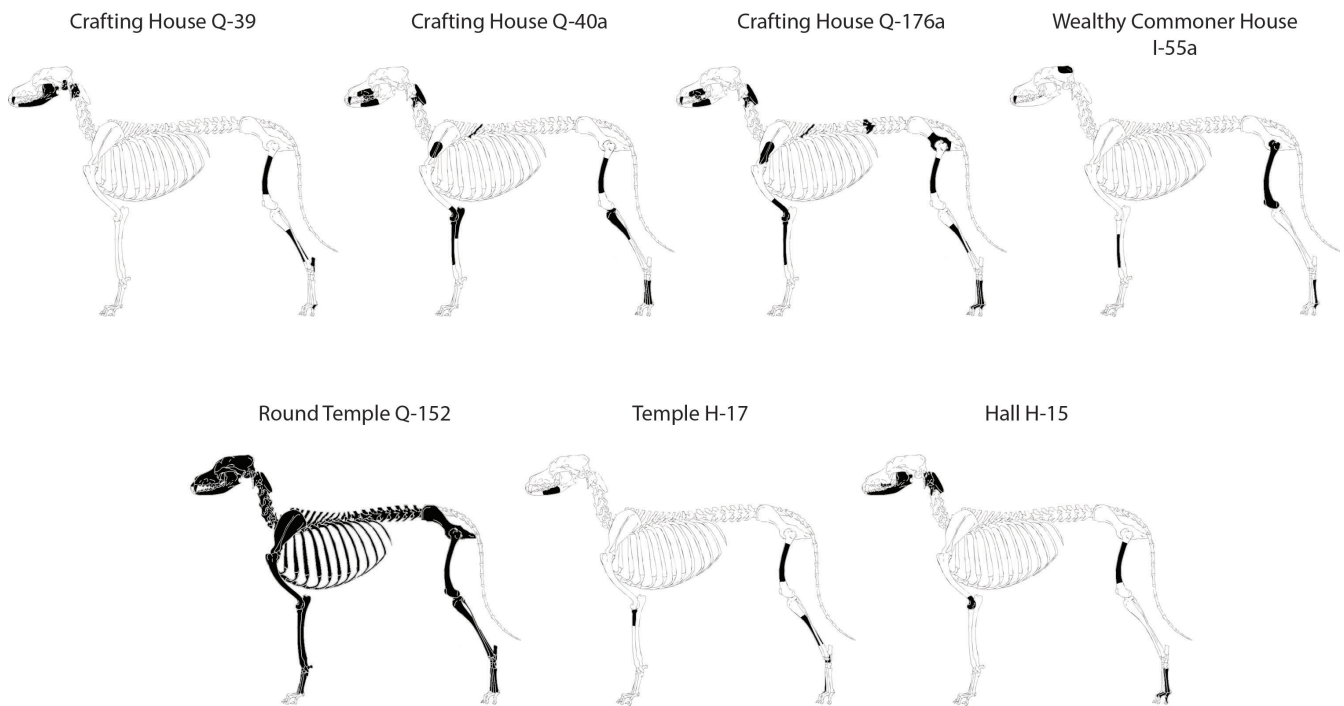 Crafting House Q-39
Crafting House Q-40a
Crafting House Q-176a
Wealthy Commoner House
I-55a
Round Temple Q-152
Temple H-17
Hall H-15